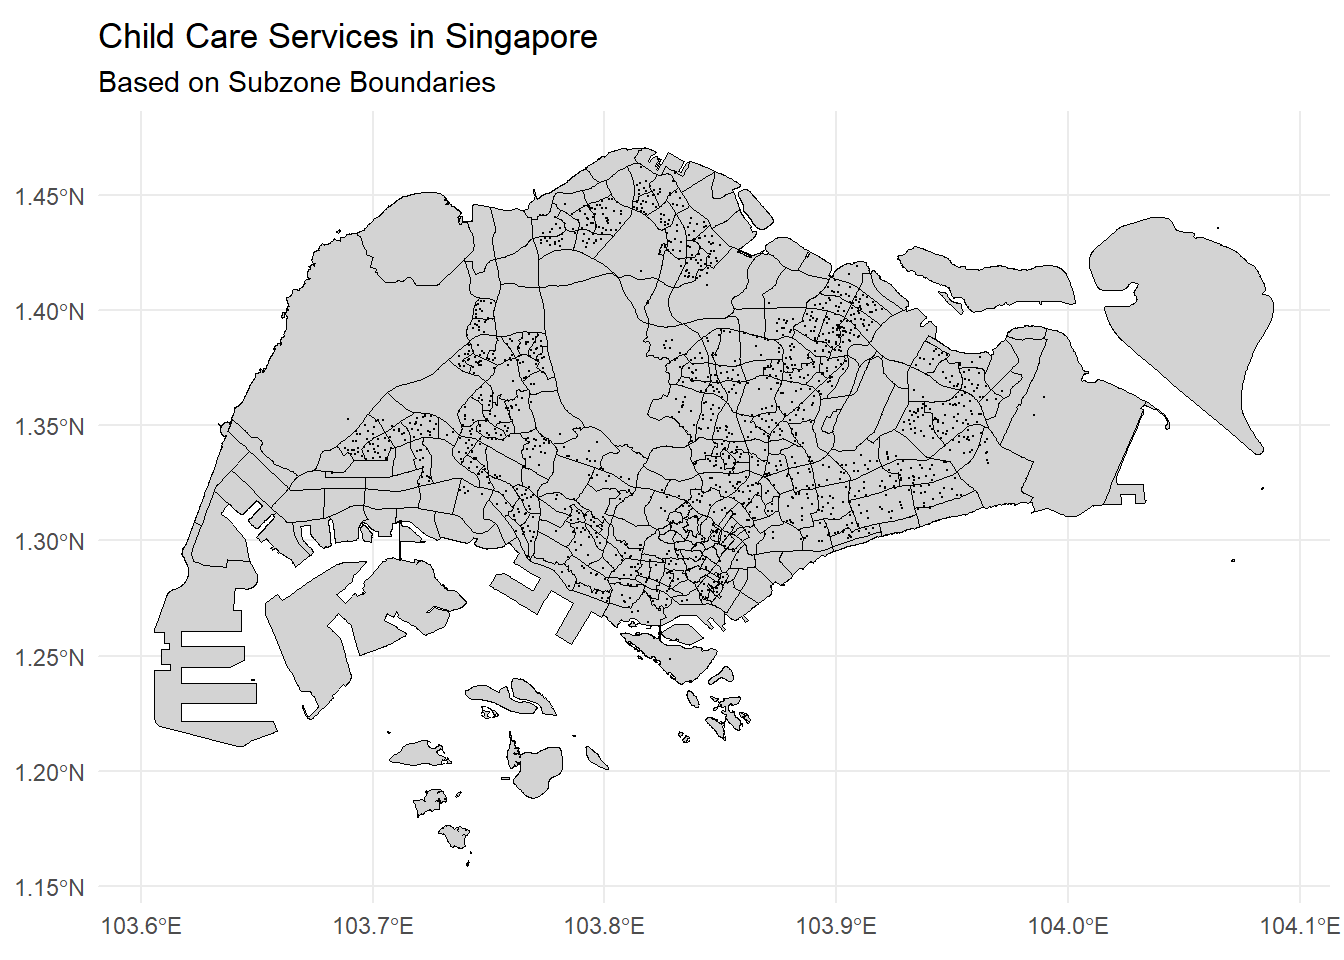 Child Care Services in Singapore
Based on Subzone Boundaries
1.45°N
1.40°N
1.35°N
1.30°N
1.25°N
1.20°N
1.15°N
103.6°E 103.7°E 103.8°E 103.9°E 104.0°E 104.1°E